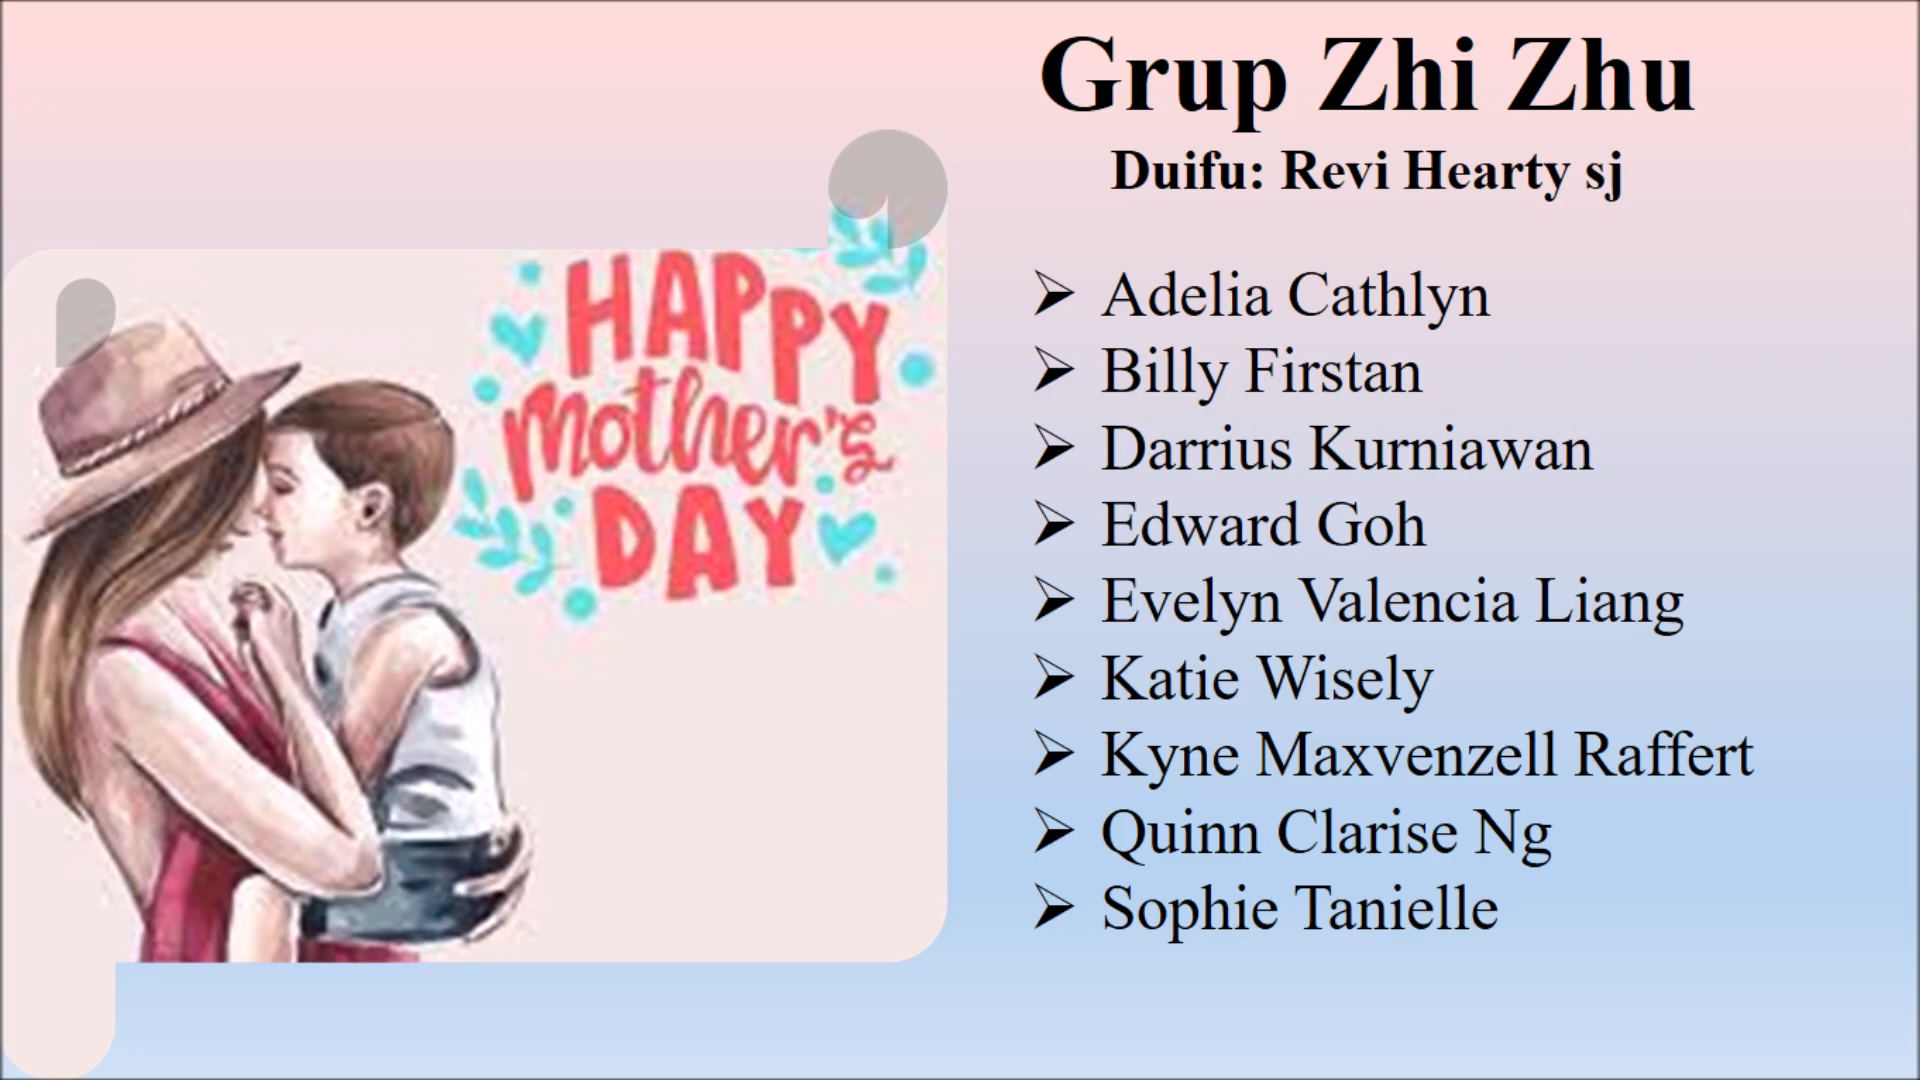 Grup Zhi Zhu
Duifu: Revi Hearty sj
HAPPY
mother's
DAY
➢ Adelia Cathlyn
➢ Billy Firstan
➢ Darrius Kurniawan
➢ Edward Goh
➢ Evelyn Valencia Liang
➢ Katie Wisely
➢ Kyne Maxvenzell Raffert
➢ Quinn Clarise Ng
➢ Sophie Tanielle